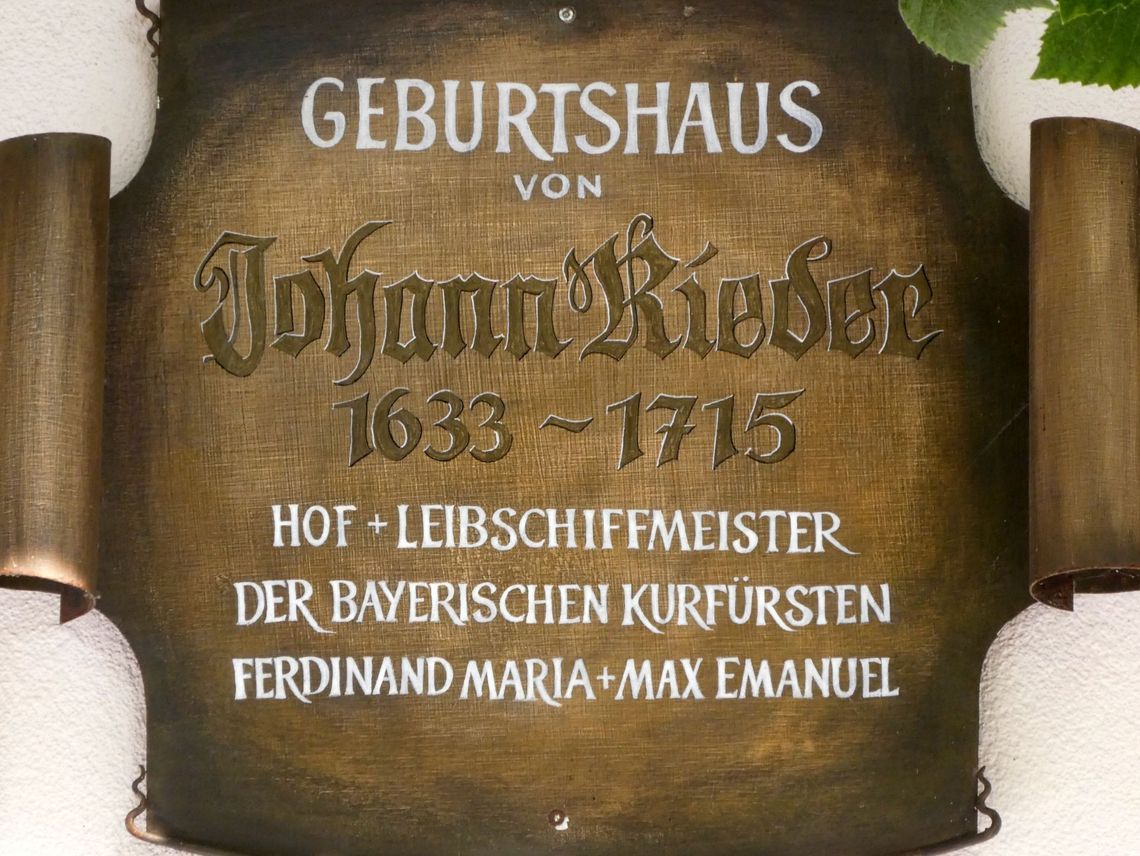 GEBURTSHAUS
VON
Johann Rieder
1633 ~ 1715
HOF + LEIBSCHIFFMEISTER
DER BAYERISCHEN KURFÜRSTEN
FERDINAND MARIA + MAX EMANUEL